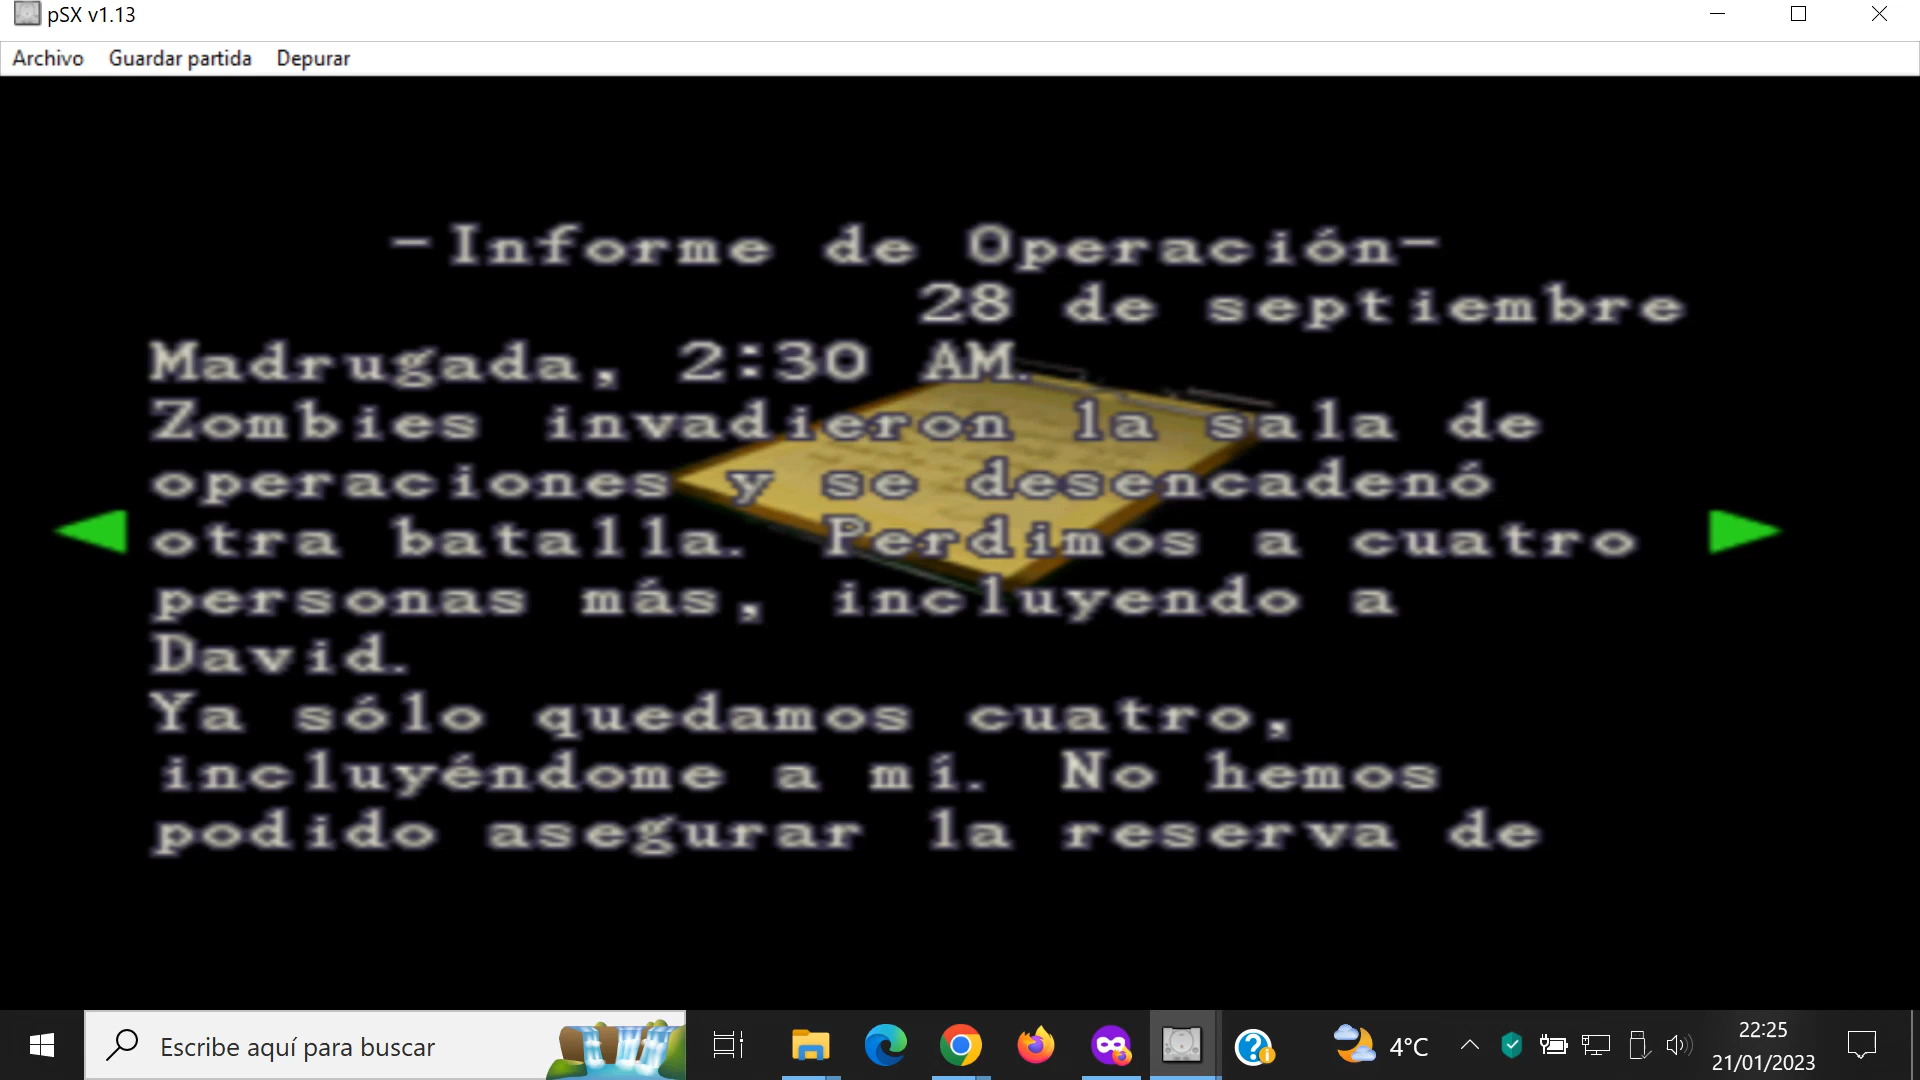 pSX v1.13
Archivo Guardar partida Depurar
-Informe de Operación-
28 de septiembre
Madrugada, 2:30 AM.
Zombies invadieron la sala de
operaciones y se desencadenó
otra batalla. Perdimos a cuatro
personas más, incluyendo a
David.
Ya sólo quedamos cuatro,
incluyéndome a mí. No hemos
podido asegurar la reserva de
Escribe aquí para buscar
4°C
22:25
21/01/2023